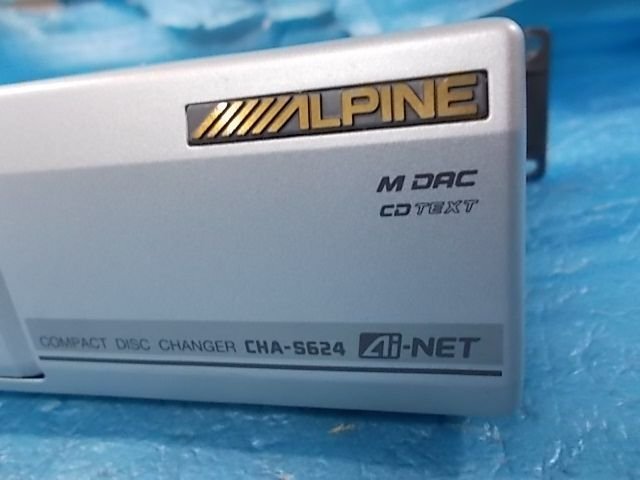 ALPINE
M DAC
CD TEXT
COMPACT DISC CHANGER CHA-S624 Ai-NET